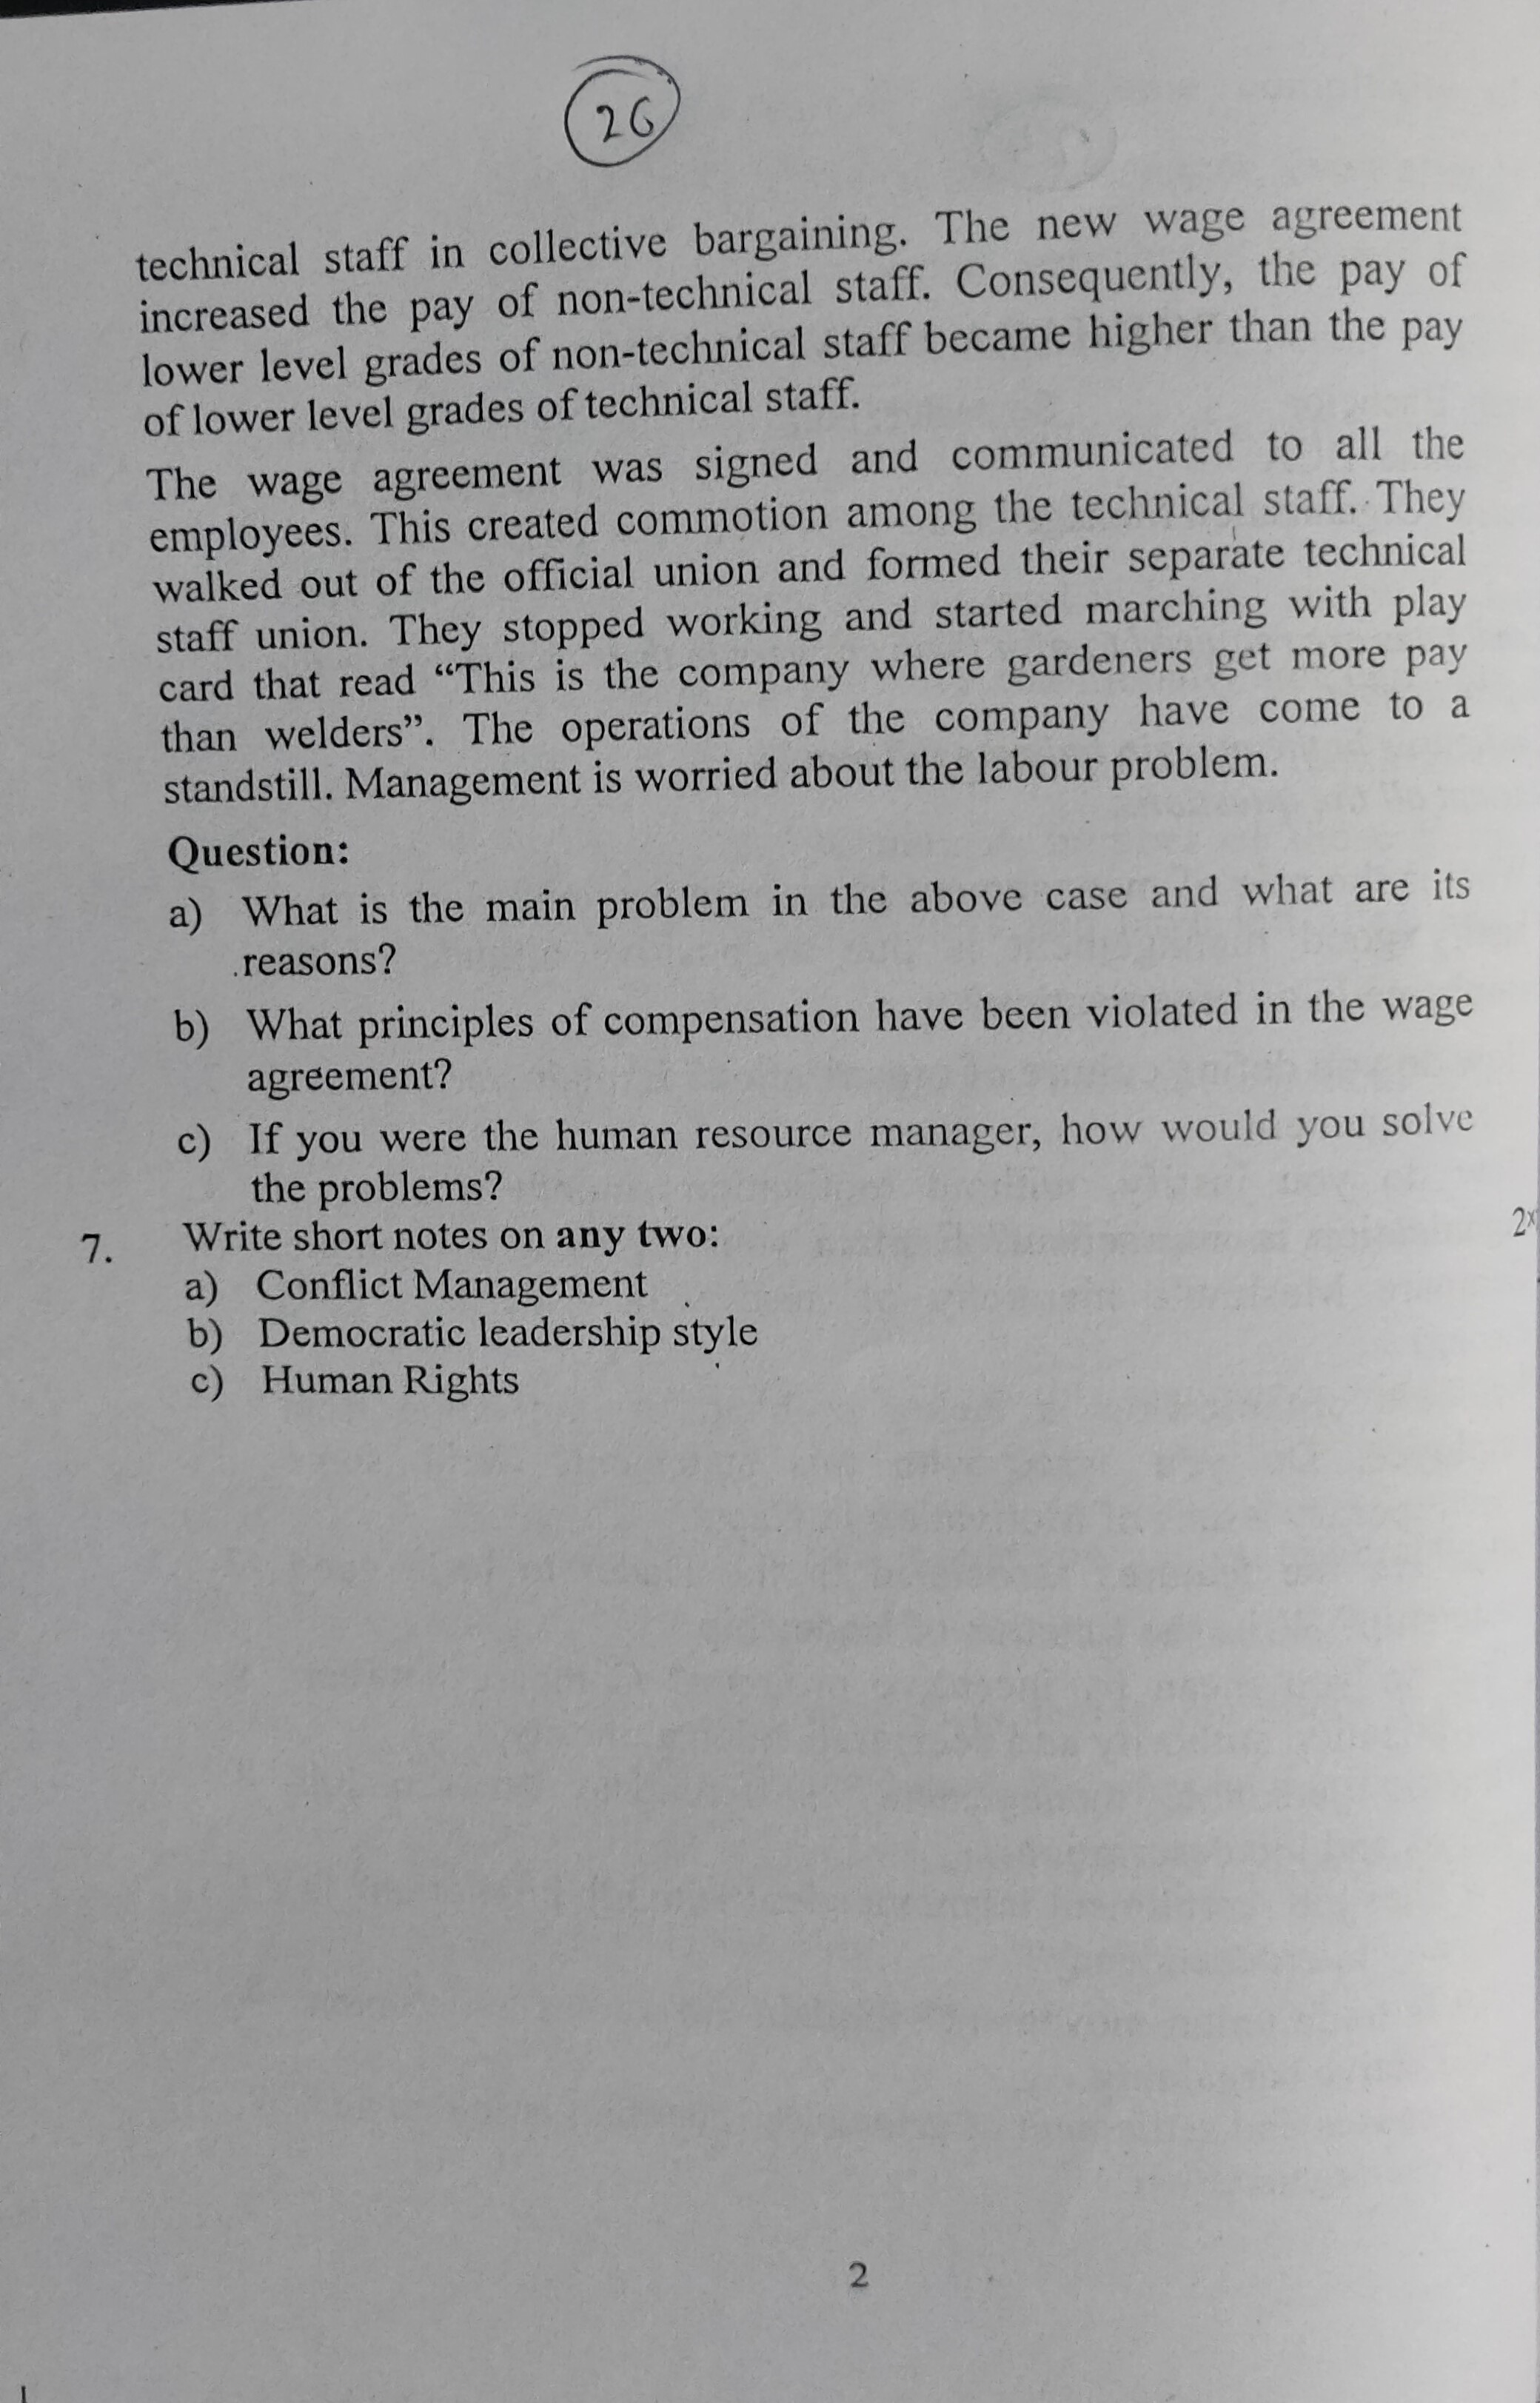 26
technical staff in collective bargaining. The new wage agreement
increased the pay of non-technical staff. Consequently, the pay of
lower level grades of non-technical staff became higher than the pay
of lower level grades of technical staff.
The wage agreement was signed and communicated to all the
employees. This created commotion among the technical staff. They
walked out of the official union and formed their separate technical
staff union. They stopped working and started marching with play
card that read “This is the company where gardeners get more pay
than welders”. The operations of the company have come to a
standstill. Management is worried about the labour problem.
Question:
a) What is the main problem in the above case and what are its
reasons?
b) What principles of compensation have been violated in the wage
agreement?
c) If you were the human resource manager, how would you solve
the problems?
7. Write short notes on any two: 2×
a) Conflict Management
b) Democratic leadership style
c) Human Rights
2